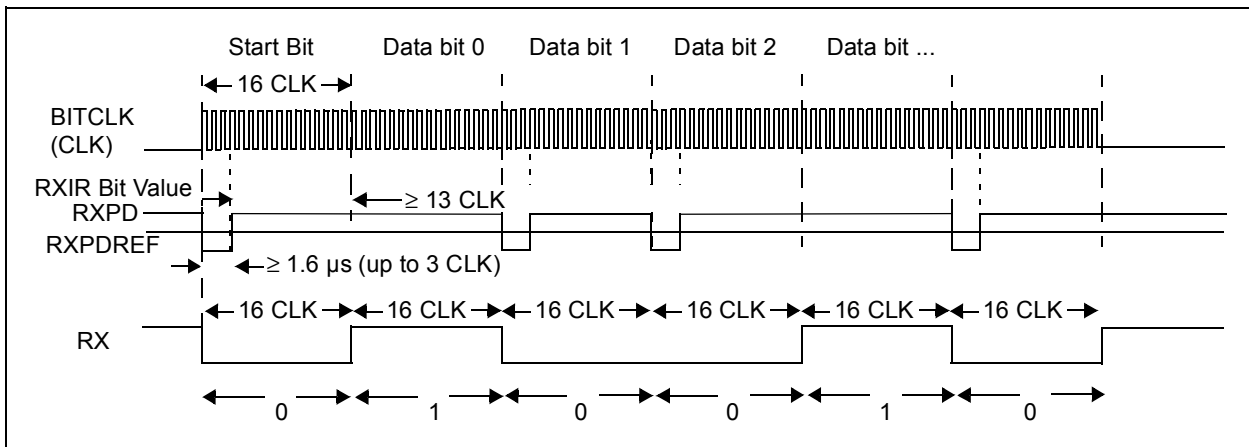 Start Bit Data bit 0 Data bit 1 Data bit 2 Data bit ...
16 CLK
BITCLK
(CLK)
RXIR Bit Value
≥ 13 CLK
RXPD
RXPDREF
≥ 1.6 µs (up to 3 CLK)
16 CLK 16 CLK 16 CLK 16 CLK 16 CLK 16 CLK
RX
0 1 0 0 1 0